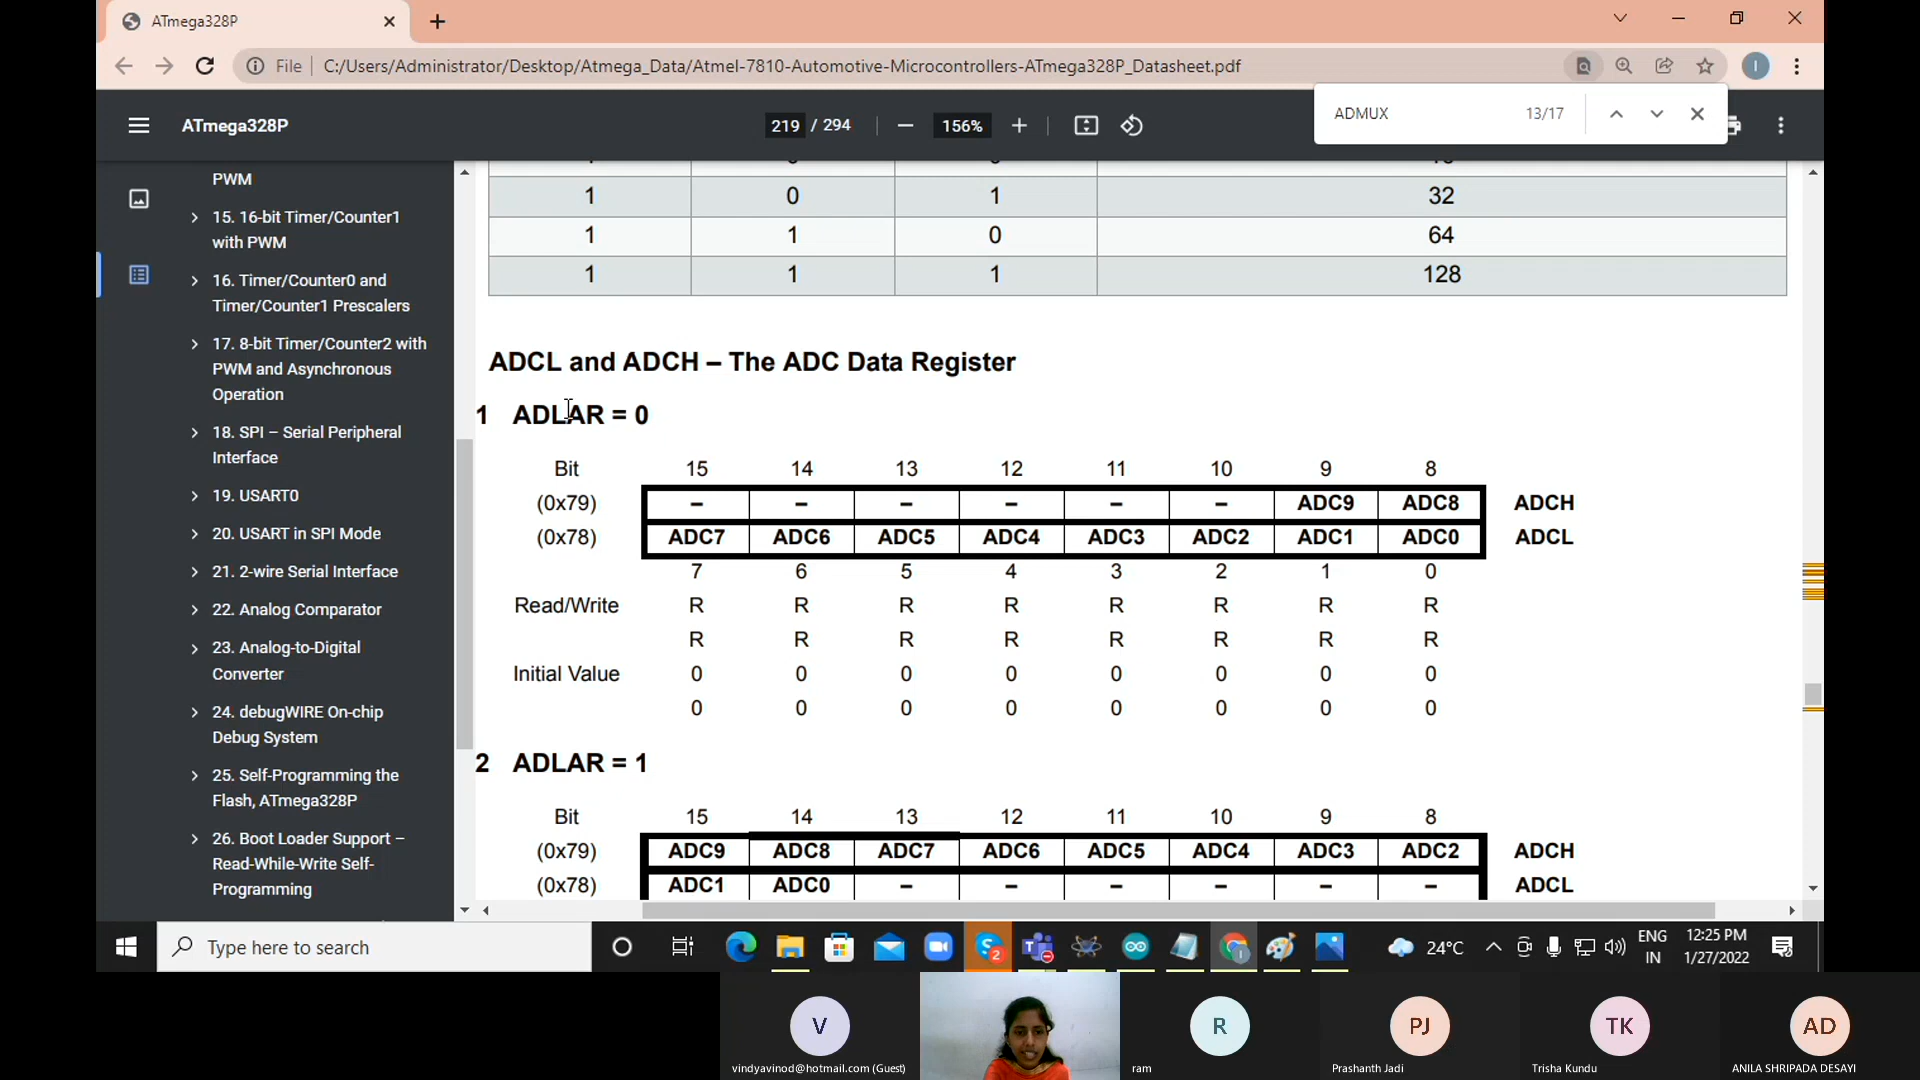 ATmega328P
File C:/Users/Administrator/Desktop/Atmega_Data/Atmel-7810-Automotive-Microcontrollers-ATmega328P_Datasheet.pdf
I
ADMUX 13/17
ATmega328P 219 / 294 156%
PWM
15. 16-bit Timer/Counter1
with PWM
16. Timer/Counter0 and
Timer/Counter1 Prescalers
17. 8-bit Timer/Counter2 with
PWM and Asynchronous
Operation
18. SPI – Serial Peripheral
Interface
19. USART0
20. USART in SPI Mode
21. 2-wire Serial Interface
22. Analog Comparator
23. Analog-to-Digital
Converter
24. debugWIRE On-chip
Debug System
25. Self-Programming the
Flash, ATmega328P
26. Boot Loader Support –
Read-While-Write Self-
Programming
1 0 1 32
1 1 0 64
1 1 1 128
ADCL and ADCH – The ADC Data Register
1 ADLAR = 0
Bit 15 14 13 12 11 10 9 8
(0x79) – – – – – – ADC9 ADC8 ADCH
(0x78) ADC7 ADC6 ADC5 ADC4 ADC3 ADC2 ADC1 ADC0 ADCL
7 6 5 4 3 2 1 0
Read/Write R R R R R R R R
R R R R R R R R
Initial Value 0 0 0 0 0 0 0 0
0 0 0 0 0 0 0 0
2 ADLAR = 1
Bit 15 14 13 12 11 10 9 8
(0x79) ADC9 ADC8 ADC7 ADC6 ADC5 ADC4 ADC3 ADC2 ADCH
(0x78) ADC1 ADC0 – – – – – – ADCL
Type here to search
24°C
ENG
IN
12:25 PM
1/27/2022
V R PJ TK AD
vindyavinod@hotmail.com (Guest) ram Prashanth Jadi Trisha Kundu ANILA SHRIPADA DESAYI